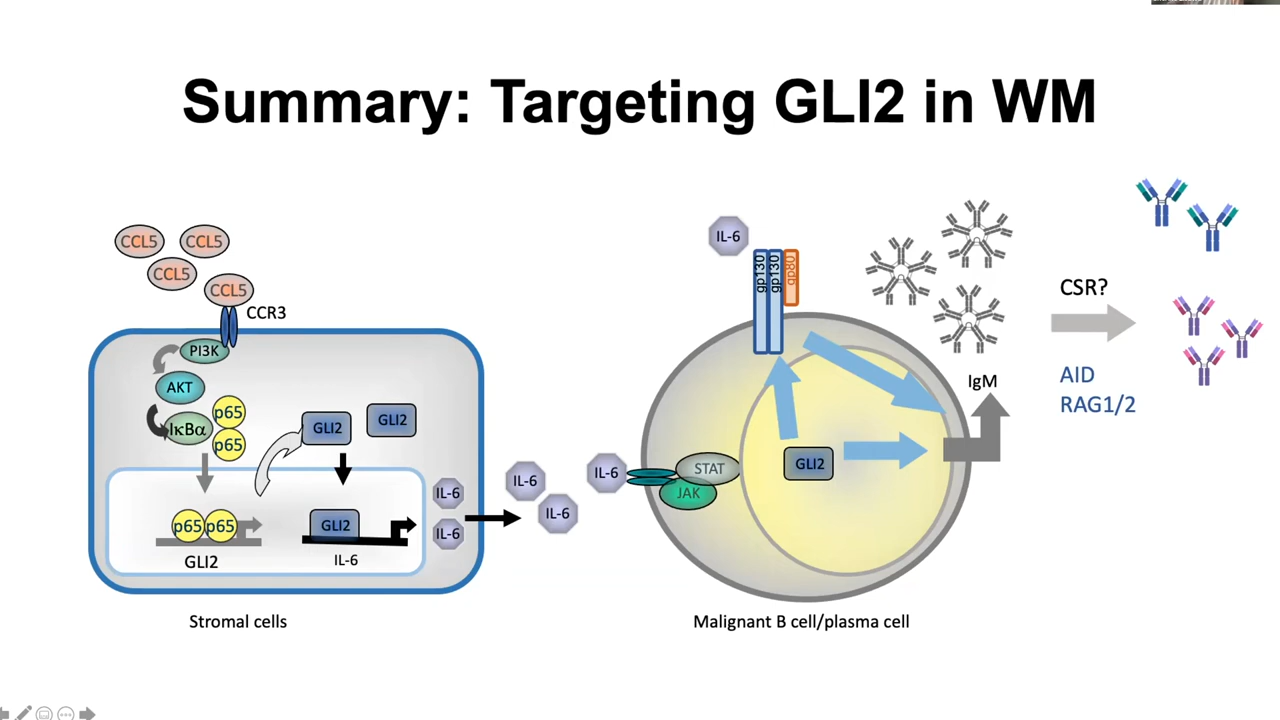 Summary: Targeting GLI2 in WM
CCL5
CCL5
CCL5
CCL5
CCR3
PI3K
AKT
IκBα
p65
p65
GLI2
GLI2
p65
p65
GLI2
GLI2
IL-6
IL-6
IL-6
Stromal cells
IL-6
IL-6
IL-6
IL-6
gp130
gp130
gp80
STAT
JAK
GLI2
Malignant B cell/plasma cell
IgM
CSR?
AID
RAG1/2